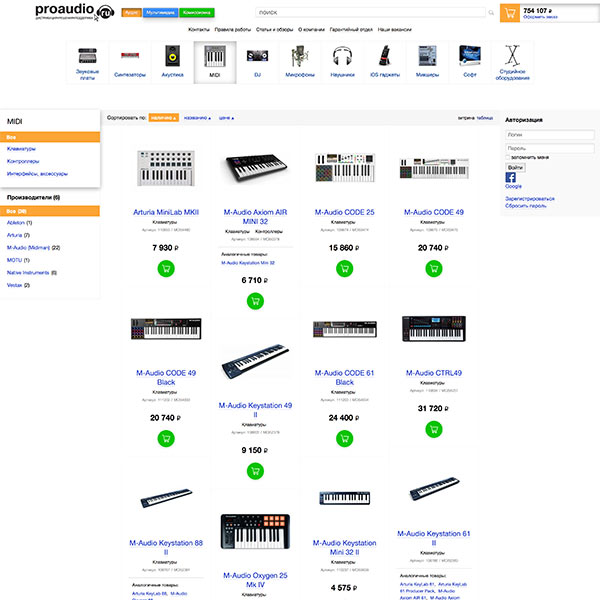 proaudio.ru
Аудио
Мультимедиа
Комиссионка
поиск
754 107 ₽
Оформить заказ
Контакты Правила работы Статьи и обзоры О компании Гарантийный отдел Наши вакансии
Звуковые платы
Синтезаторы
Акустика
MIDI
DJ
Микрофоны
Наушники
iOS гаджеты
Микшеры
Софт
Студийное оборудование
MIDI
Все
Клавиатуры
Контроллеры
Интерфейсы, аксессуары
Производители (6)
Все (39)
Ableton (1)
Arturia (7)
M-Audio (Midiman) (22)
MOTU (1)
Native Instruments (6)
Vestax (2)
Сортировать по: наличию ▲ названию ▲ цене ▲
витрина таблица
Авторизация
Логин
Пароль
запомнить меня
Войти
Google
Зарегистрироваться
Сбросить пароль
Arturia MiniLab MKII
Клавиатуры
7 930 ₽
M-Audio Axiom AIR
MINI 32
Клавиатуры Контроллеры
Аналогичные товары:
M-Audio Keystation Mini 32
6 710 ₽
M-Audio CODE 25
Клавиатуры
15 860 ₽
M-Audio CODE 49
Клавиатуры
20 740 ₽
M-Audio CODE 49
Black
Клавиатуры
20 740 ₽
M-Audio Keystation 49
II
Клавиатуры
9 150 ₽
M-Audio CODE 61
Black
Клавиатуры
24 400 ₽
M-Audio CTRL49
Клавиатуры
31 720 ₽
M-Audio Keystation 88
II
Клавиатуры
Аналогичные товары:
Arturia KeyLab 88, M-Audio
M-Audio Oxygen 25
Mk IV
Клавиатуры
M-Audio Keystation
Mini 32 II
Клавиатуры
4 575 ₽
M-Audio Keystation 61
II
Клавиатуры
Аналогичные товары:
Arturia KeyLab 61, Arturia KeyLab
61 Producer Pack, M-Audio
Axiom AIR 61, M-Audio Axiom